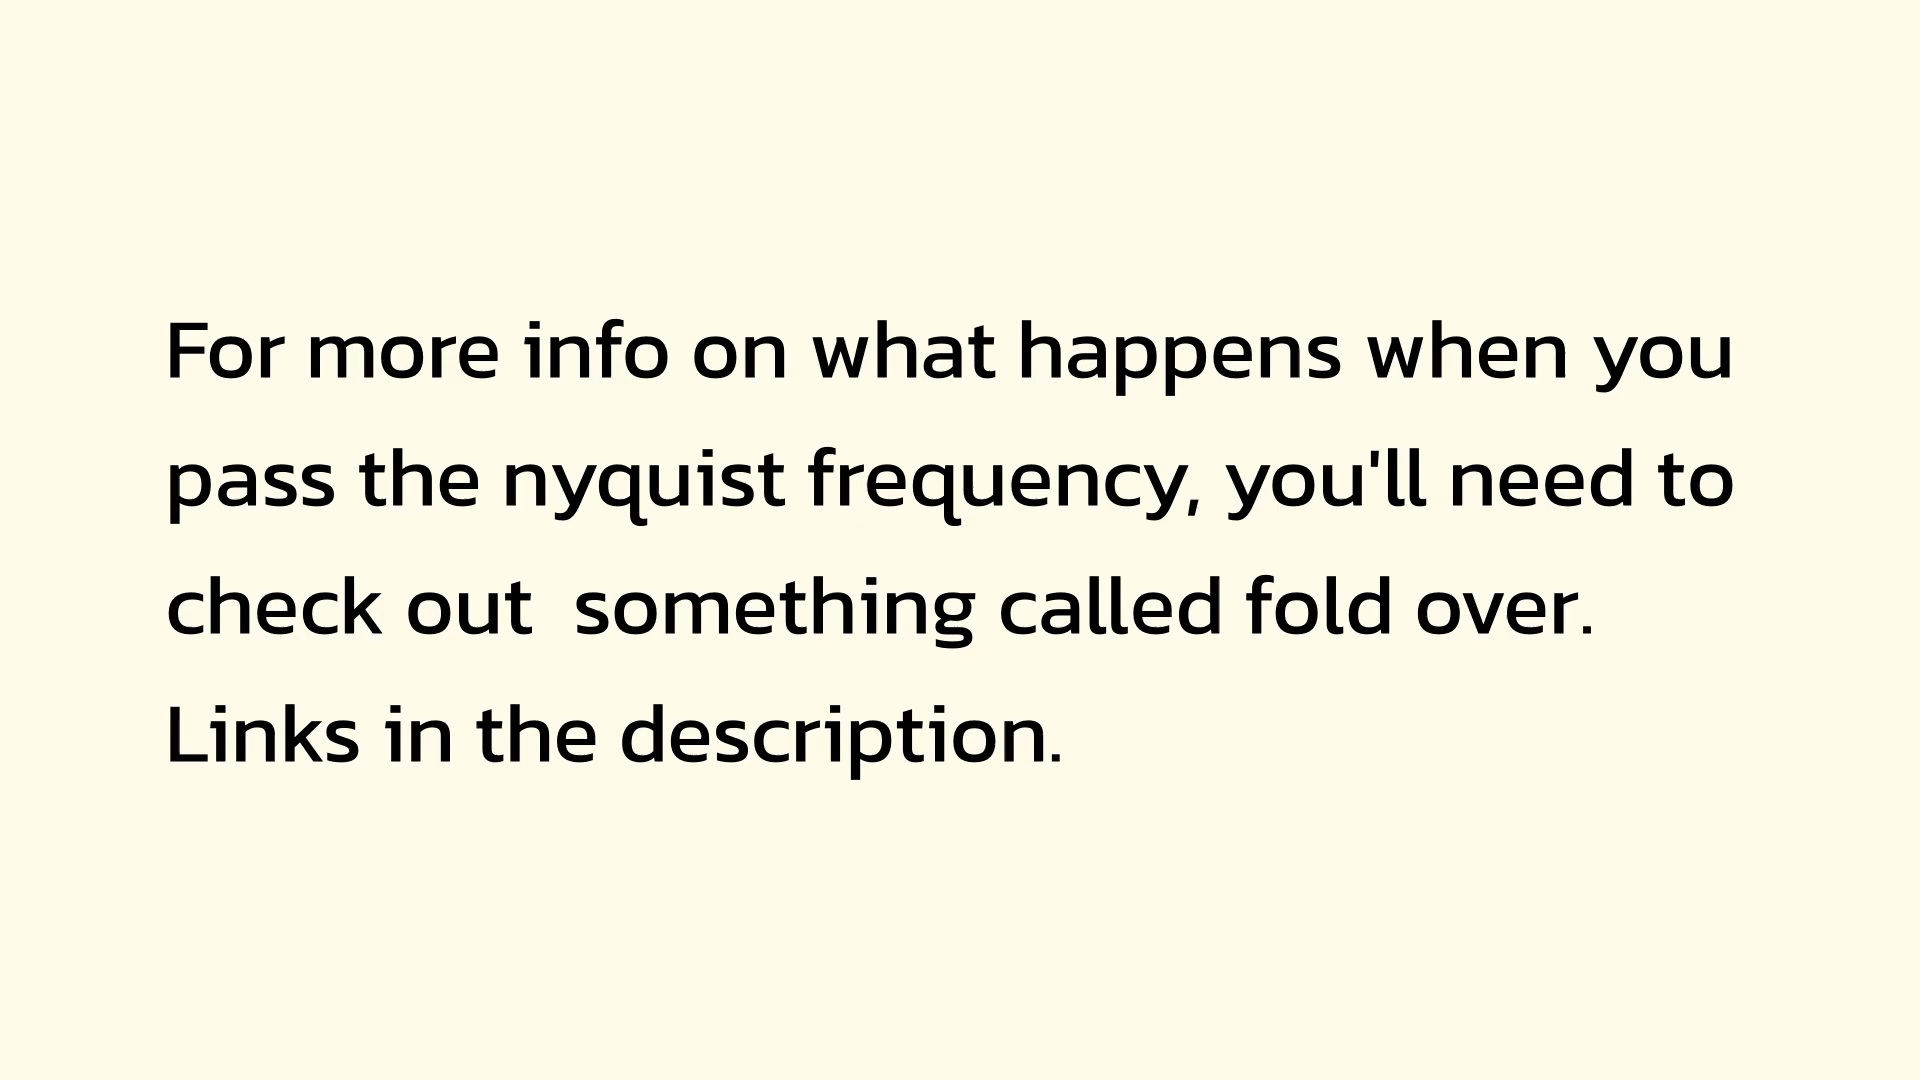 For more info on what happens when you
pass the nyquist frequency, you'll need to
check out  something called fold over.
Links in the description.